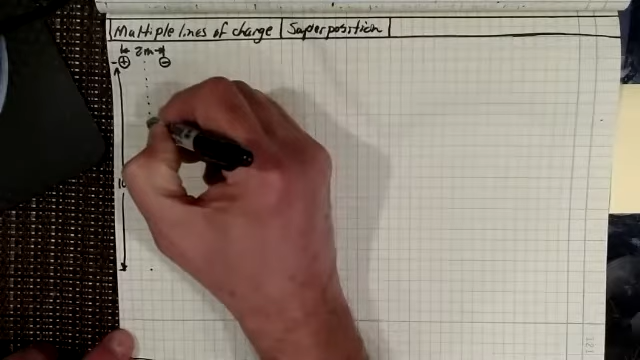 Multiple lines of charge | Superposition
2m
+ -